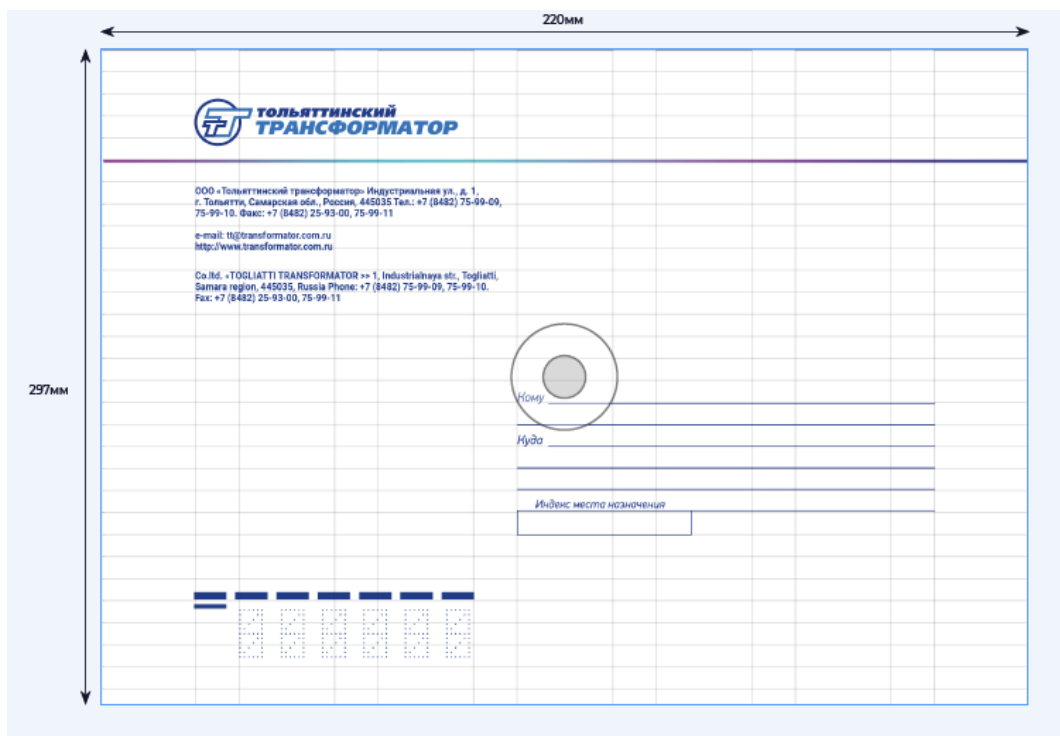 220мм
297мм
ТОЛЬЯТТИНСКИЙ
ТРАНСФОРМАТОР
ООО «Тольяттинский трансформатор» Индустриальная ул., д. 1,
г. Тольятти, Самарская обл., Россия, 445035 Тел.: +7 (8482) 75-99-09,
75-99-10. Факс: +7 (8482) 25-93-00, 75-99-11
e-mail: tt@transformator.com.ru
http://www.transformator.com.ru
Co.ltd. «TOGLIATTI TRANSFORMATOR >> 1, Industrialnaya str., Togliatti,
Samara region, 445035, Russia Phone: +7 (8482) 75-99-09, 75-99-10.
Fax: +7 (8482) 25-93-00, 75-99-11
Кому
Куда
Индекс места назначения